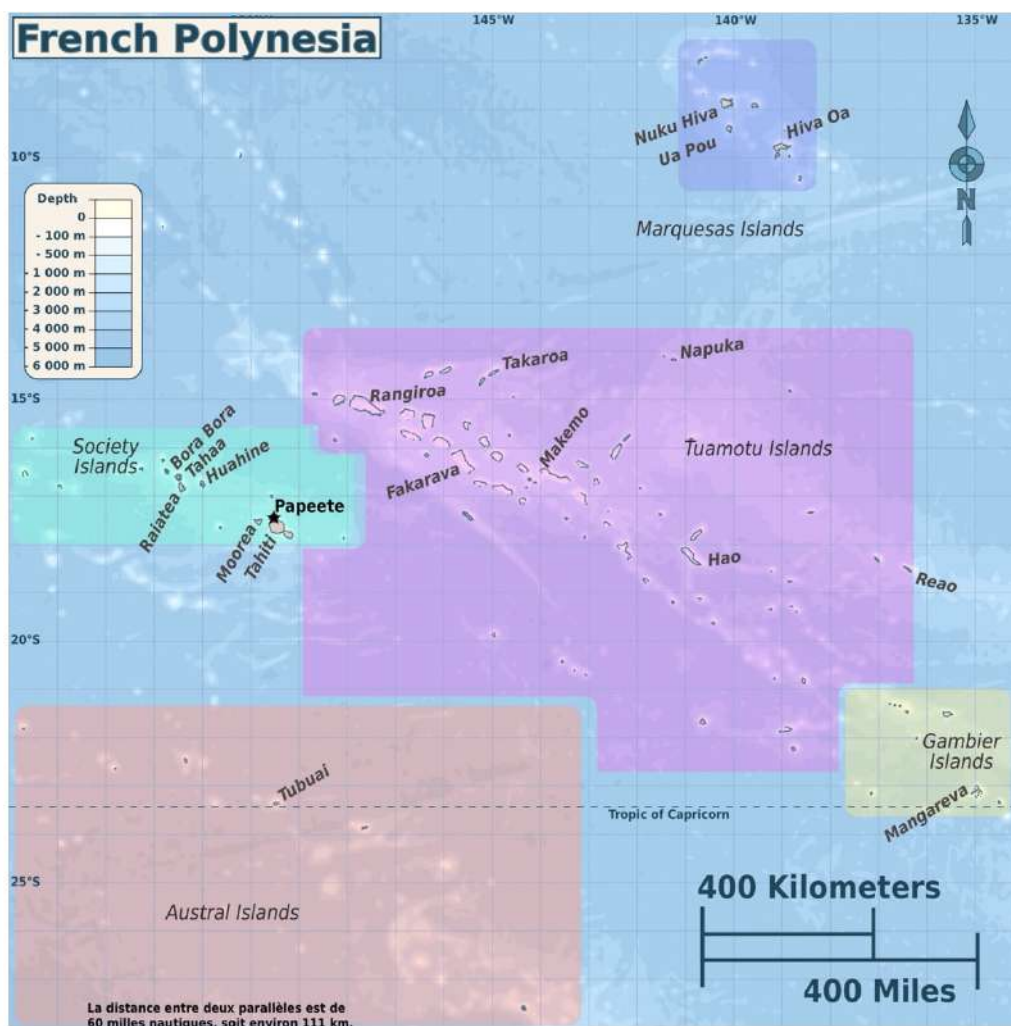 French Polynesia
145°W
140°W
135°W
10°S
15°S
20°S
25°S
Depth
0
- 100 m
- 500 m
- 1 000 m
- 2 000 m
- 3 000 m
- 4 000 m
- 5 000 m
6 000 m
Nuku Hiva
Ua Pou
Hiva Oa
Marquesas Islands
Takaroa
Napuka
Rangiroa
Makemo
Tuamotu Islands
Fakarava
Hao
Reao
Society
Islands
Bora Bora
Tahaa
Huahine
Raiatea
Papeete
Moorea
Tahiti
Gambier
Islands
Mangareva
Tubuai
Tropic of Capricorn
Austral Islands
N
400 Kilometers
400 Miles
La distance entre deux parallèles est de
60 milles nautiques, soit environ 111 km.